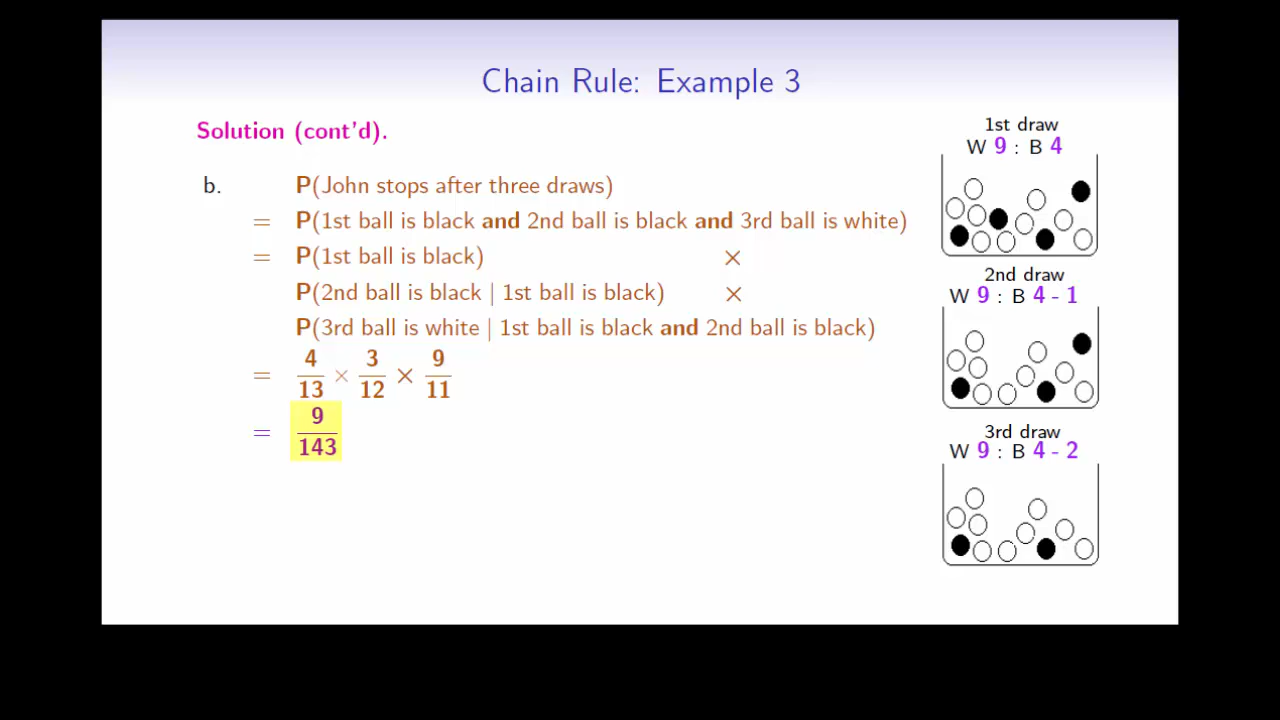 Chain Rule: Example 3
Solution (cont'd).
b. P(John stops after three draws)
= P(1st ball is black and 2nd ball is black and 3rd ball is white)
= P(1st ball is black) ×
P(2nd ball is black | 1st ball is black) ×
P(3rd ball is white | 1st ball is black and 2nd ball is black)
= 4/13 × 3/12 × 9/11
= 9/143
1st draw
W 9 : B 4
2nd draw
W 9 : B 4 - 1
3rd draw
W 9 : B 4 - 2